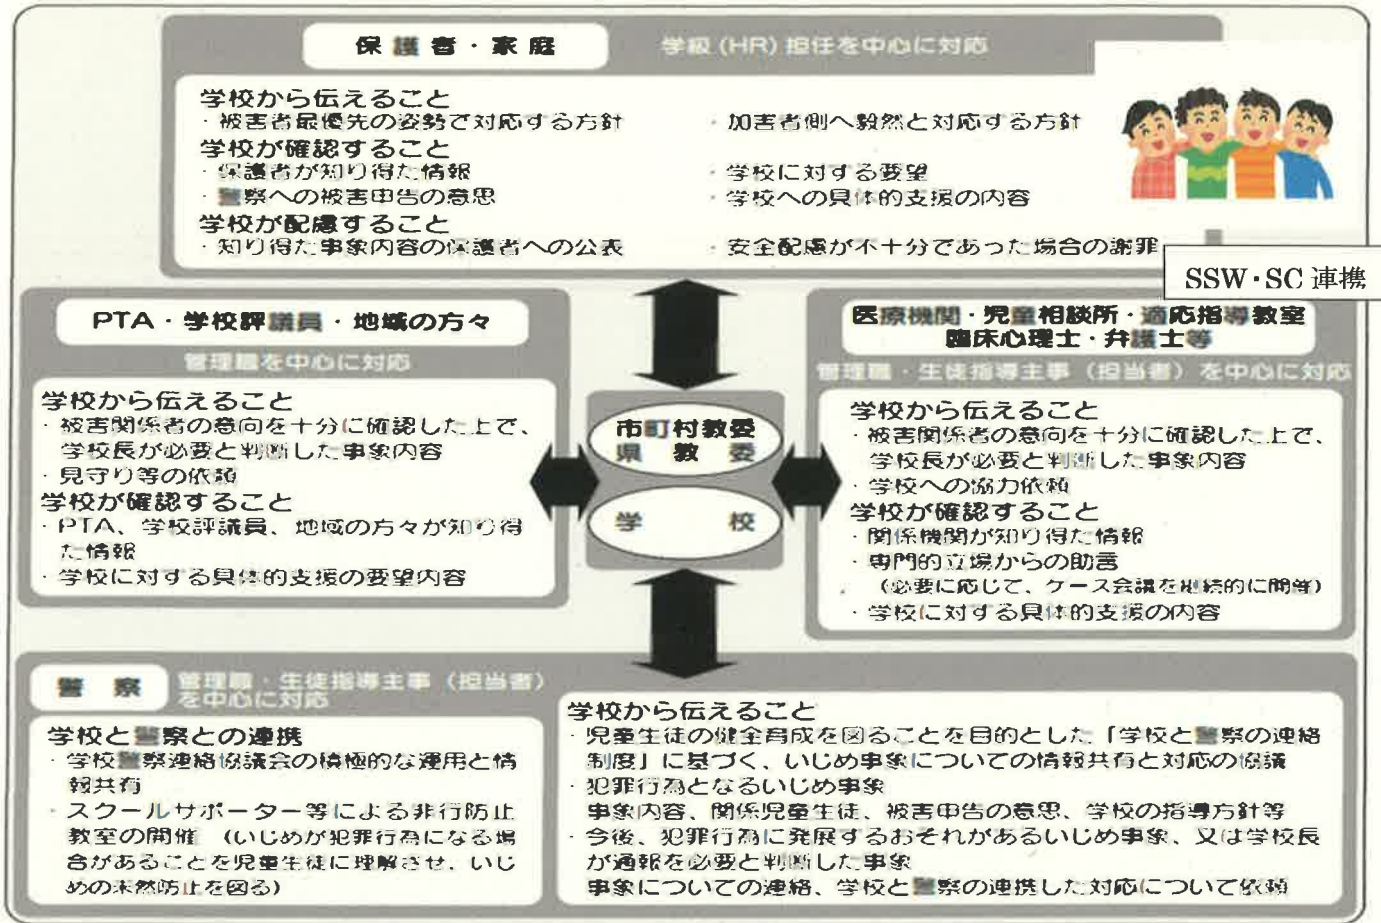 保護者・家庭 学級(HR)担任を中心に対応
学校から伝えること
・被害者最優先の姿勢で対応する方針 ・加害者側へ毅然と対応する方針
学校が確認すること
・保護者が知り得た情報 ・学校に対する要望
・警察への被害申告の意思 ・学校への具体的支援の内容
学校が配慮すること
・知り得た事象内容の保護者への公表 ・安全配慮が不十分であった場合の謝罪
SSW・SC 連携
PTA・学校評議員・地域の方々
管理職を中心に対応
学校から伝えること
・被害関係者の意向を十分に確認した上で、
学校長が必要と判断した事象内容
・見守り等の依頼
学校が確認すること
・PTA、学校評議員、地域の方々が知り得
た情報
・学校に対する具体的支援の要望内容
市町村教委
県教委
学校
医療機関・児童相談所・適応指導教室
臨床心理士・弁護士等
管理職・生徒指導主事(担当者)を中心に対応
学校から伝えること
・被害関係者の意向を十分に確認した上で、
学校長が必要と判断した事象内容
・学校への協力依頼
学校が確認すること
・関係機関が知り得た情報
・専門的立場からの助言
(必要に応じて、ケース会議を継続的に開催)
・学校に対する具体的支援の内容
警察 管理職・生徒指導主事(担当者)
を中心に対応
学校と警察との連携
・学校警察連絡協議会の積極的な運用と情
報共有
・スクールサポーター等による非行防止
教室の開催 (いじめが犯罪行為になる場
合があることを児童生徒に理解させ、いじ
めの未然防止を図る)
学校から伝えること
・児童生徒の健全育成を図ることを目的とした「学校と警察の連絡
制度」に基づく、いじめ事象についての情報共有と対応の協議
・犯罪行為となるいじめ事象
事象内容、関係児童生徒、被害申告の意思、学校の指導方針等
・今後、犯罪行為に発展するおそれがあるいじめ事象、又は学校長
が通報を必要と判断した事象
事象についての連絡、学校と警察の連携した対応について依頼